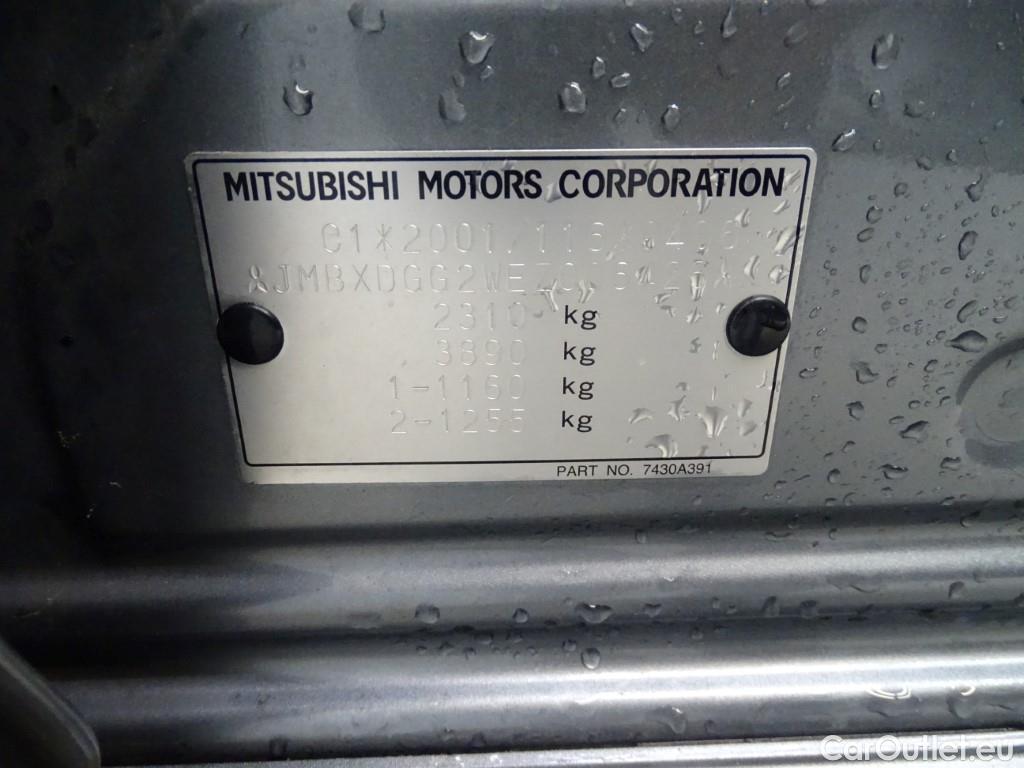 MITSUBISHI MOTORS CORPORATION
2310 kg
3890 kg
1-1160 kg
2-1255 kg
PART NO. 7430A391
CarOutlet.eu